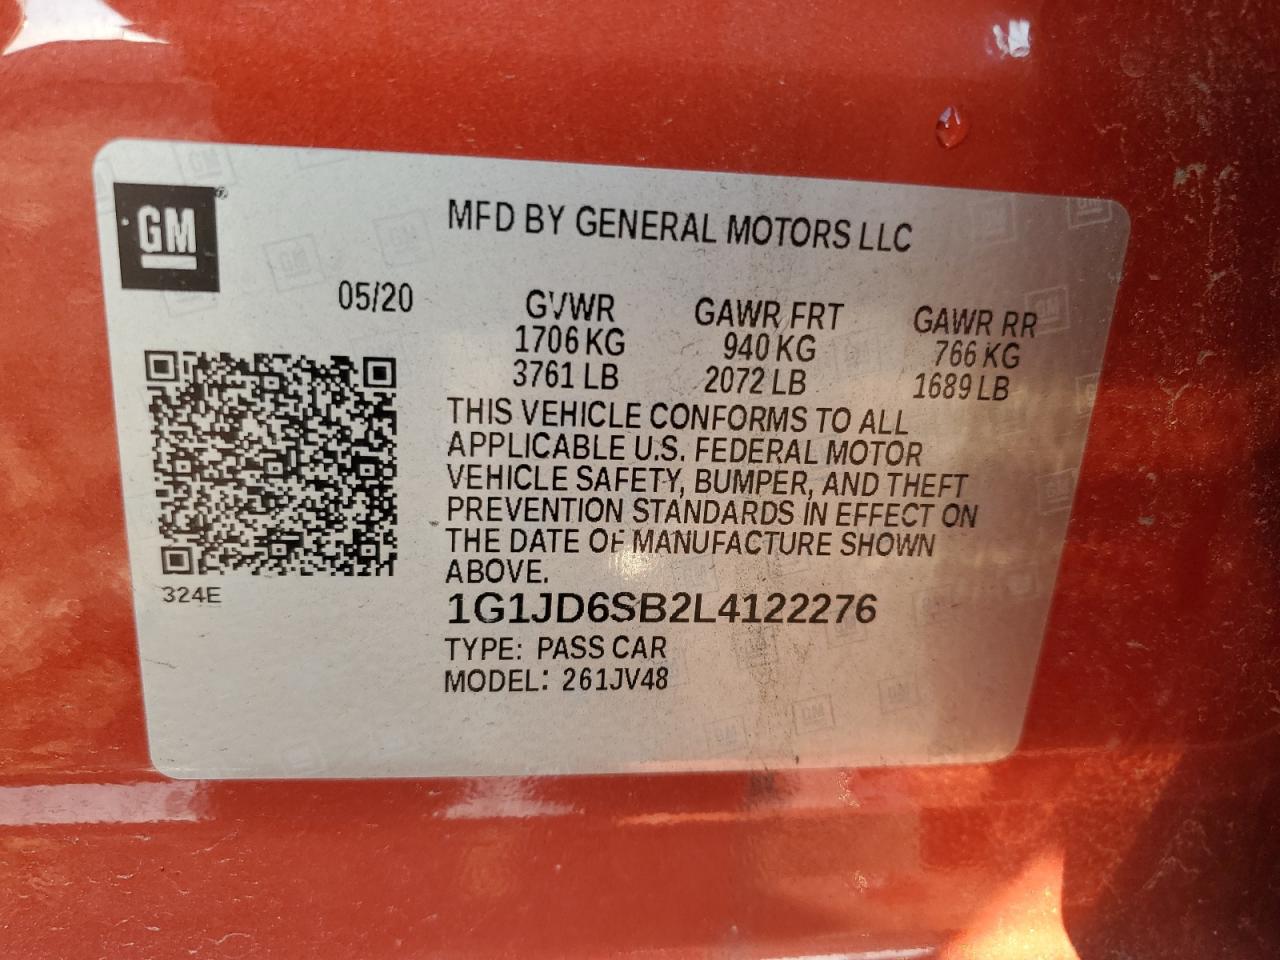 GM
MFD BY GENERAL MOTORS LLC
05/20
GVWR GAWR FRT GAWR RR
1706 KG 940 KG 766 KG
3761 LB 2072 LB 1689 LB
THIS VEHICLE CONFORMS TO ALL
APPLICABLE U.S. FEDERAL MOTOR
VEHICLE SAFETY, BUMPER, AND THEFT
PREVENTION STANDARDS IN EFFECT ON
THE DATE OF MANUFACTURE SHOWN
ABOVE.
324E
1G1JD6SB2L4122276
TYPE: PASS CAR
MODEL: 261JV48